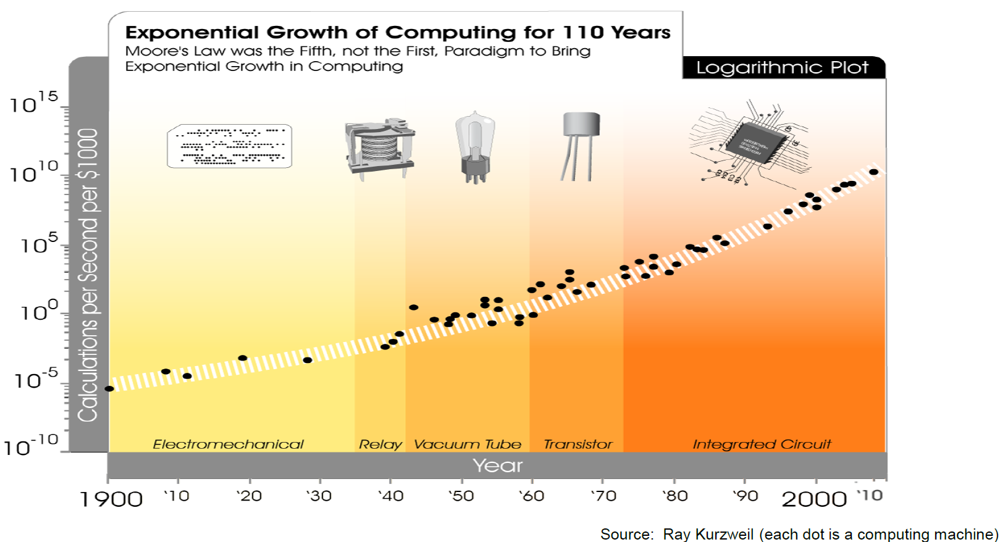 Exponential Growth of Computing for 110 Years
Moore's Law was the Fifth, not the First, Paradigm to Bring
Exponential Growth in Computing
Logarithmic Plot
Calculations per Second per $1000
10^15
10^10
10^5
10^0
10^-5
10^-10
Electromechanical Relay Vacuum Tube Transistor Integrated Circuit
Year
1900 '10 '20 '30 '40 '50 '60 '70 '80 '90 2000 '10
Source: Ray Kurzweil (each dot is a computing machine)